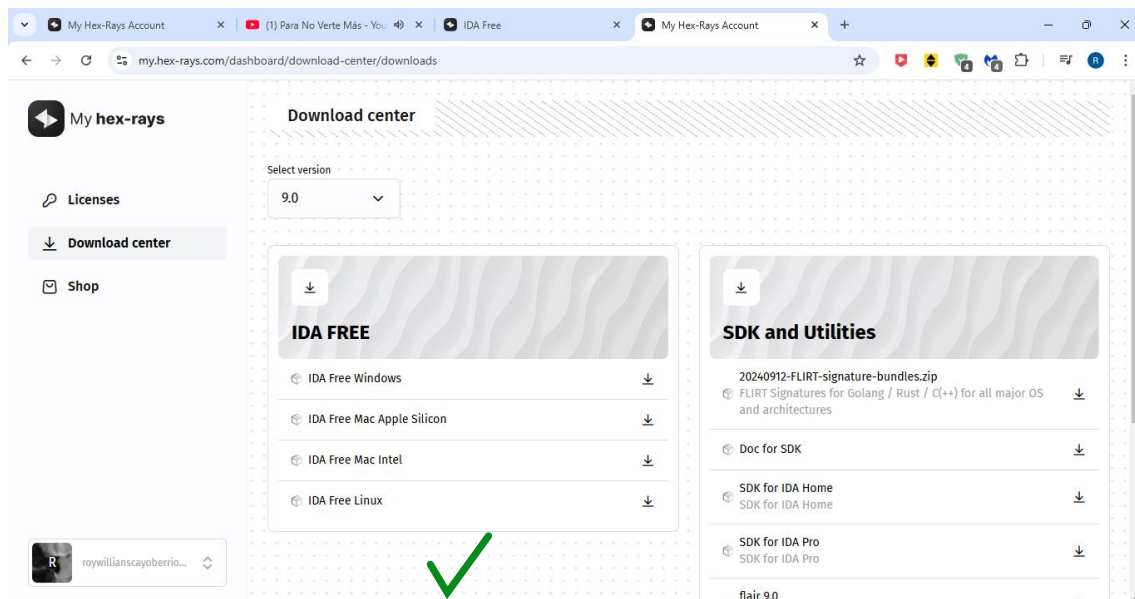 My Hex-Rays Account
(1) Para No Verte Más - You
IDA Free
My Hex-Rays Account
my.hex-rays.com/dashboard/download-center/downloads
4
4
R
My hex-rays
Licenses
Download center
Shop
R
roywillianscayoberrio...
Download center
Select version
9.0
IDA FREE
IDA Free Windows
IDA Free Mac Apple Silicon
IDA Free Mac Intel
IDA Free Linux
SDK and Utilities
20240912-FLIRT-signature-bundles.zip
FLIRT Signatures for Golang / Rust / C(++) for all major OS
and architectures
Doc for SDK
SDK for IDA Home
SDK for IDA Home
SDK for IDA Pro
SDK for IDA Pro
flair 9.0